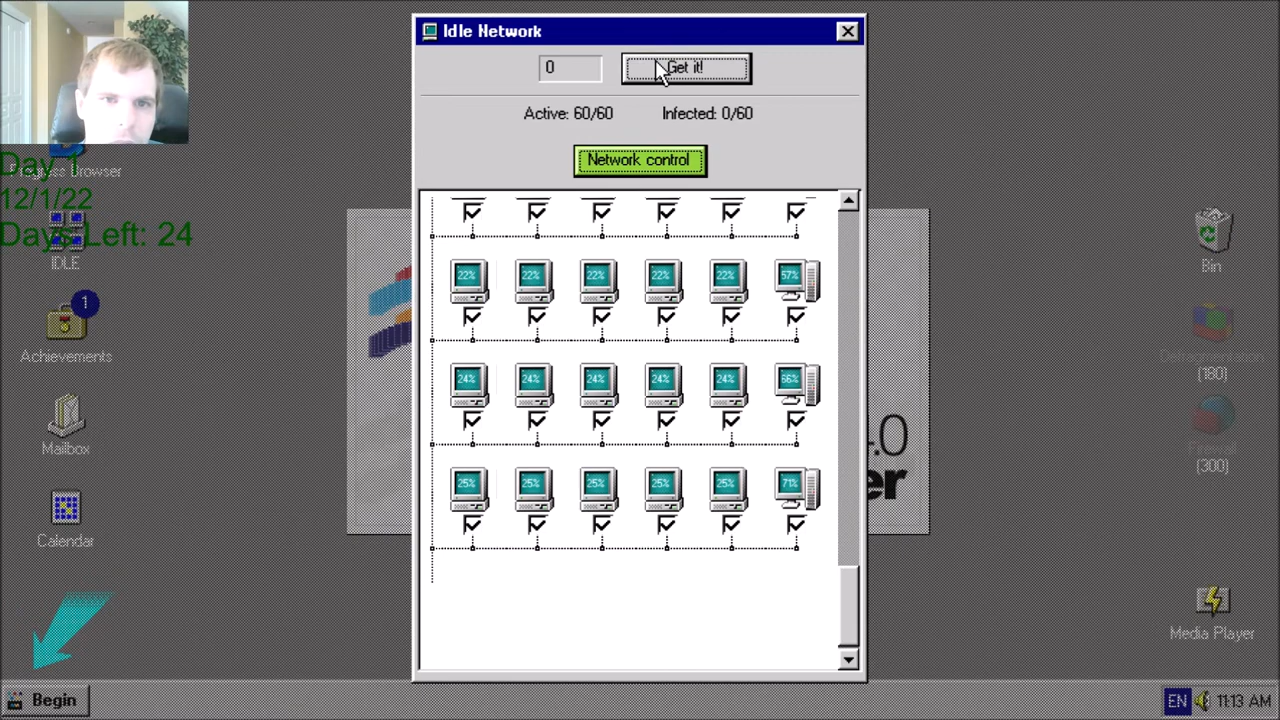 Idle Network
0
Get it!
Active: 60/60 Infected: 0/60
Network control
22% 22% 22% 22% 22% 57%
24% 24% 24% 24% 24% 66%
25% 25% 25% 25% 25% 71%
Day 1
Browser
12/1/22
Days Left: 24
IDLE
1
Achievements
Mailbox
Calendar
Bin
(180)
(300)
Media Player
Begin
EN
11:13 AM